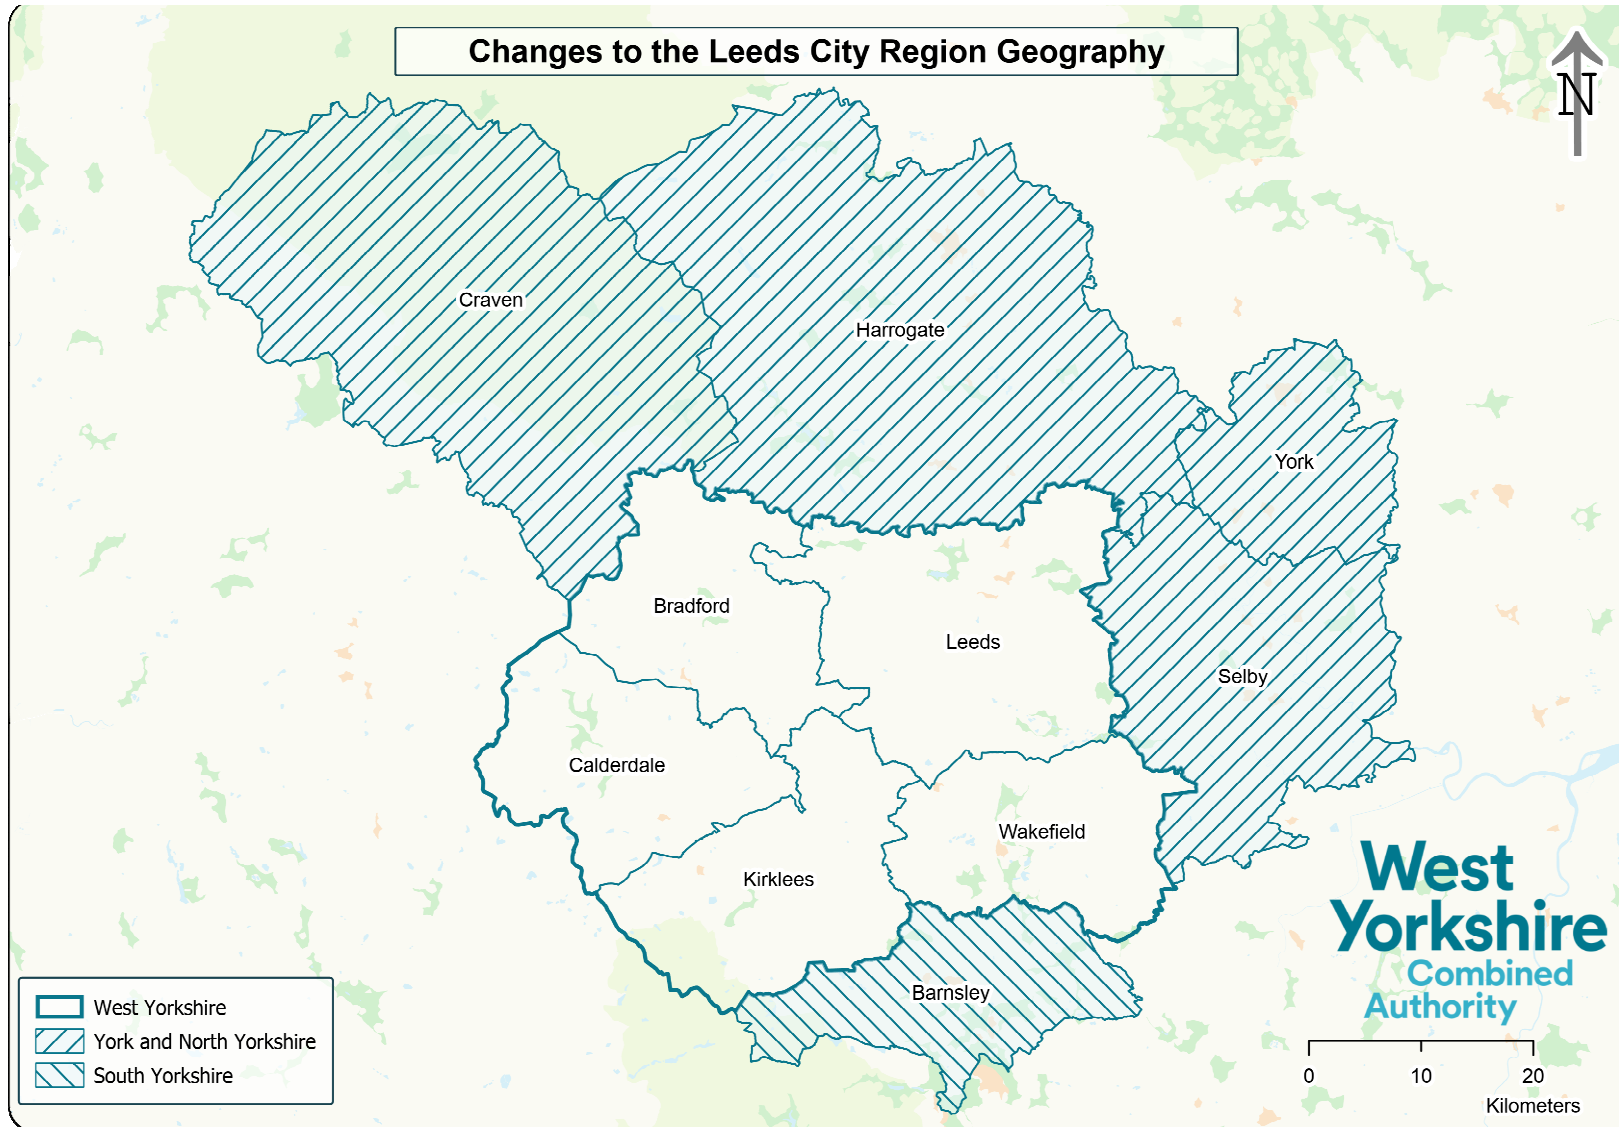 Changes to the Leeds City Region Geography
N
Craven
Harrogate
York
Bradford
Leeds
Selby
Calderdale
Wakefield
Kirklees
Barnsley
West Yorkshire
York and North Yorkshire
South Yorkshire
West
Yorkshire
Combined
Authority
0 10 20
Kilometers